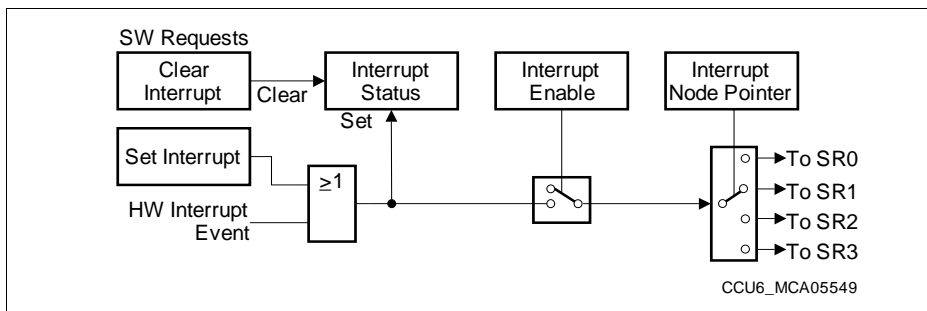 SW Requests
Clear
Interrupt
Clear
Interrupt
Status
Set
Interrupt
Enable
Interrupt
Node Pointer
Set Interrupt
≥1
HW Interrupt
Event
To SR0
To SR1
To SR2
To SR3
CCU6_MCA05549